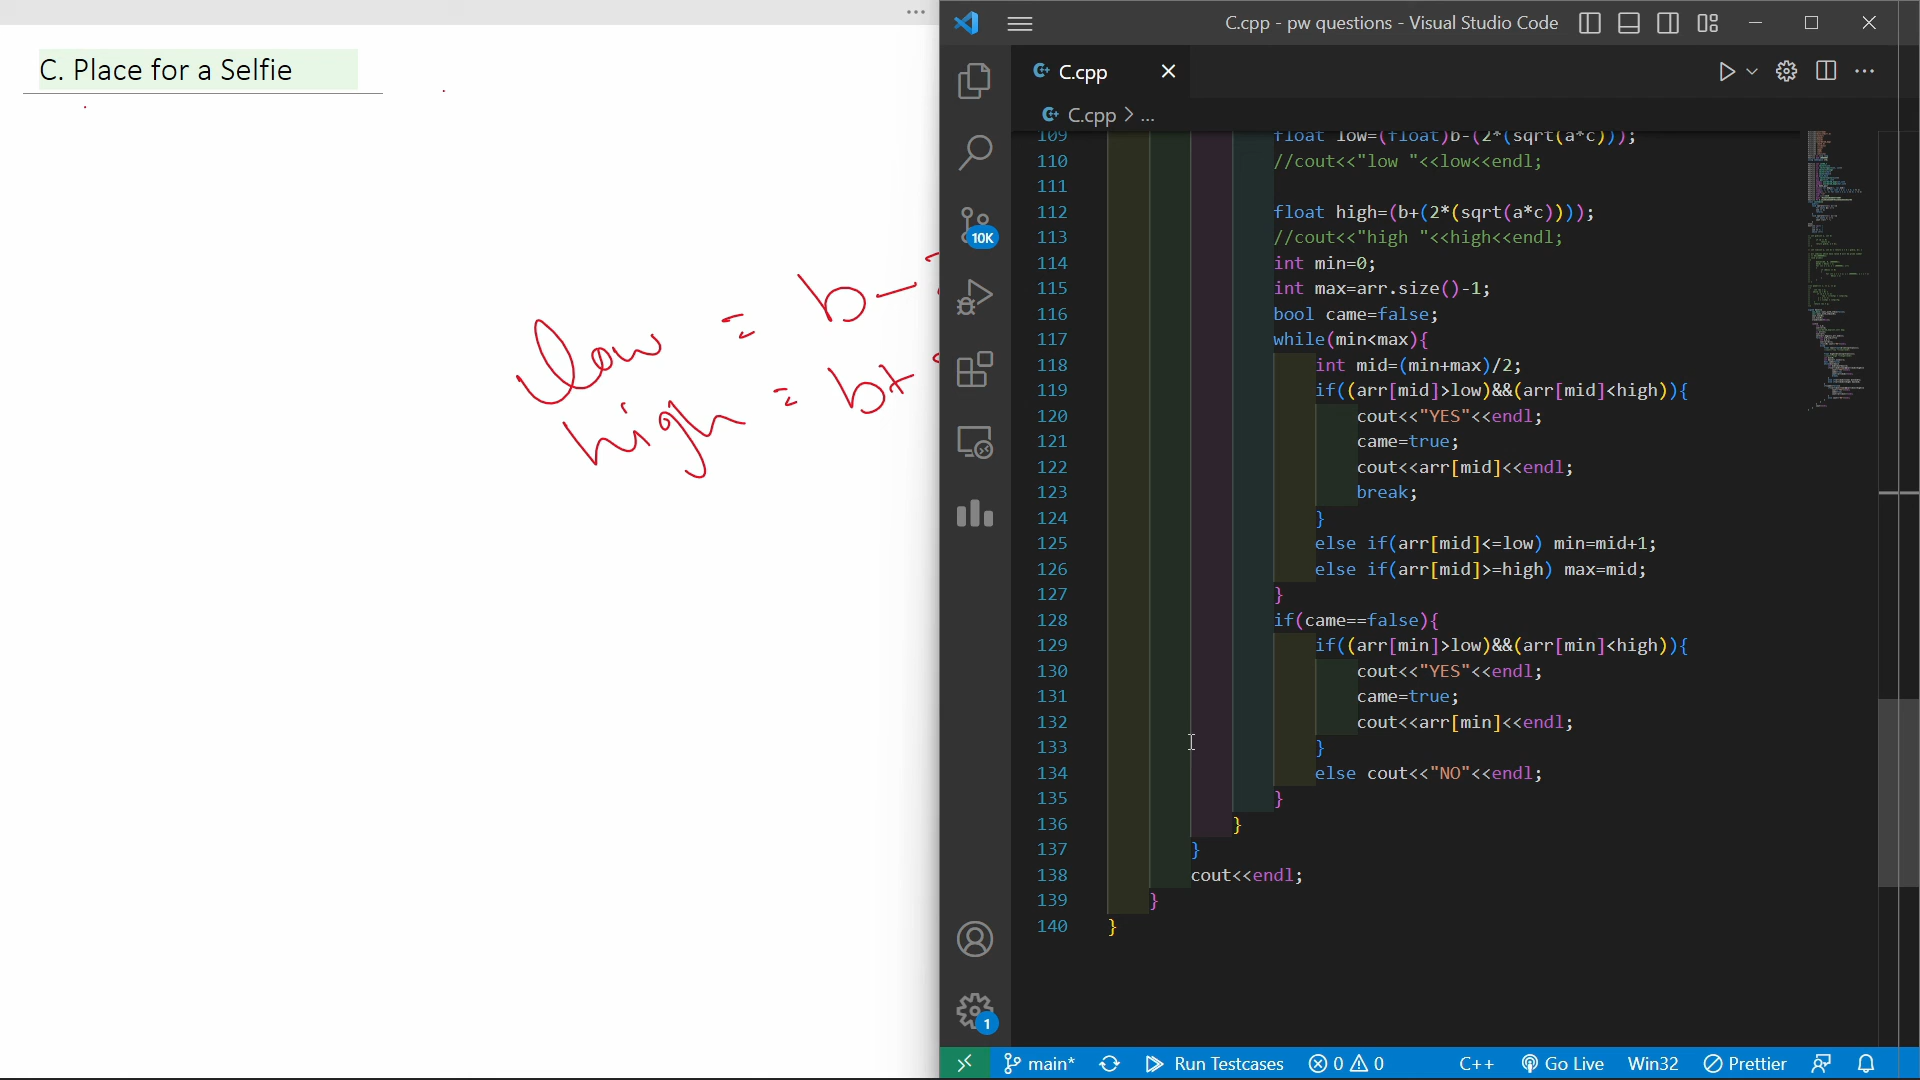 C. Place for a Selfie
low = b -
high = b+
C.cpp - pw questions - Visual Studio Code
C.cpp
C.cpp > ...
10K
109 float low=(float)b-(2*(sqrt(a*c)));
110 //cout<<"low "<<low<<endl;
111
112 float high=(b+(2*(sqrt(a*c))));
113 //cout<<"high "<<high<<endl;
114 int min=0;
115 int max=arr.size()-1;
116 bool came=false;
117 while(min<max){
118 int mid=(min+max)/2;
119 if((arr[mid]>low)&&(arr[mid]<high)){
120 cout<<"YES"<<endl;
121 came=true;
122 cout<<arr[mid]<<endl;
123 break;
124 }
125 else if(arr[mid]<=low) min=mid+1;
126 else if(arr[mid]>=high) max=mid;
127 }
128 if(came==false){
129 if((arr[min]>low)&&(arr[min]<high)){
130 cout<<"YES"<<endl;
131 came=true;
132 cout<<arr[min]<<endl;
133 }
134 else cout<<"NO"<<endl;
135 }
136 }
137 }
138 cout<<endl;
139 }
140 }
1
main* Run Testcases 0 0 C++ Go Live Win32 Prettier